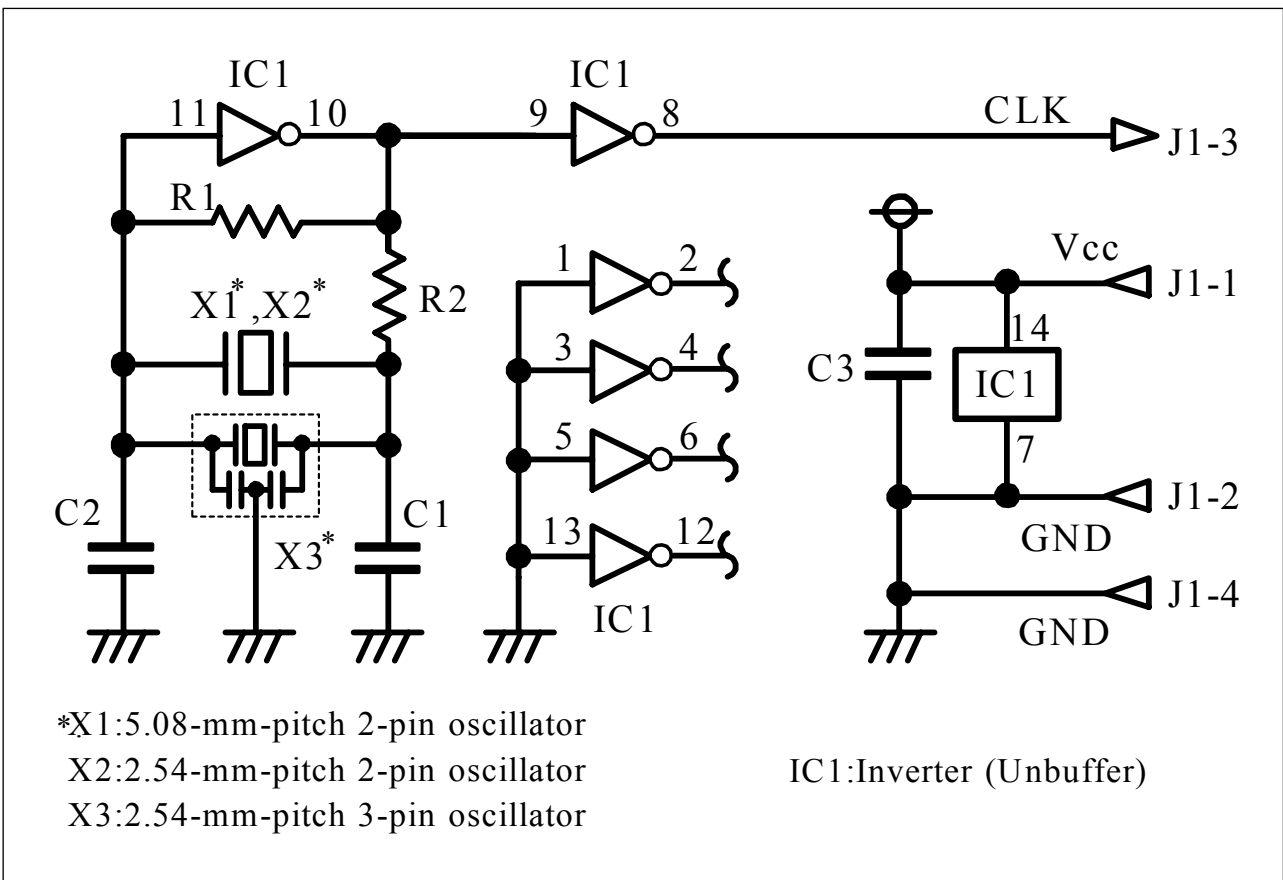 IC1
IC1
11
10
9
8
CLK
J1-3
R1
R2
X1*,X2*
1
2
3
4
5
6
13
12
IC1
Vcc
J1-1
14
C3
IC1
7
J1-2
GND
J1-4
GND
C2
C1
X3*
*X1:5.08-mm-pitch 2-pin oscillator
X2:2.54-mm-pitch 2-pin oscillator
X3:2.54-mm-pitch 3-pin oscillator
IC1:Inverter (Unbuffer)